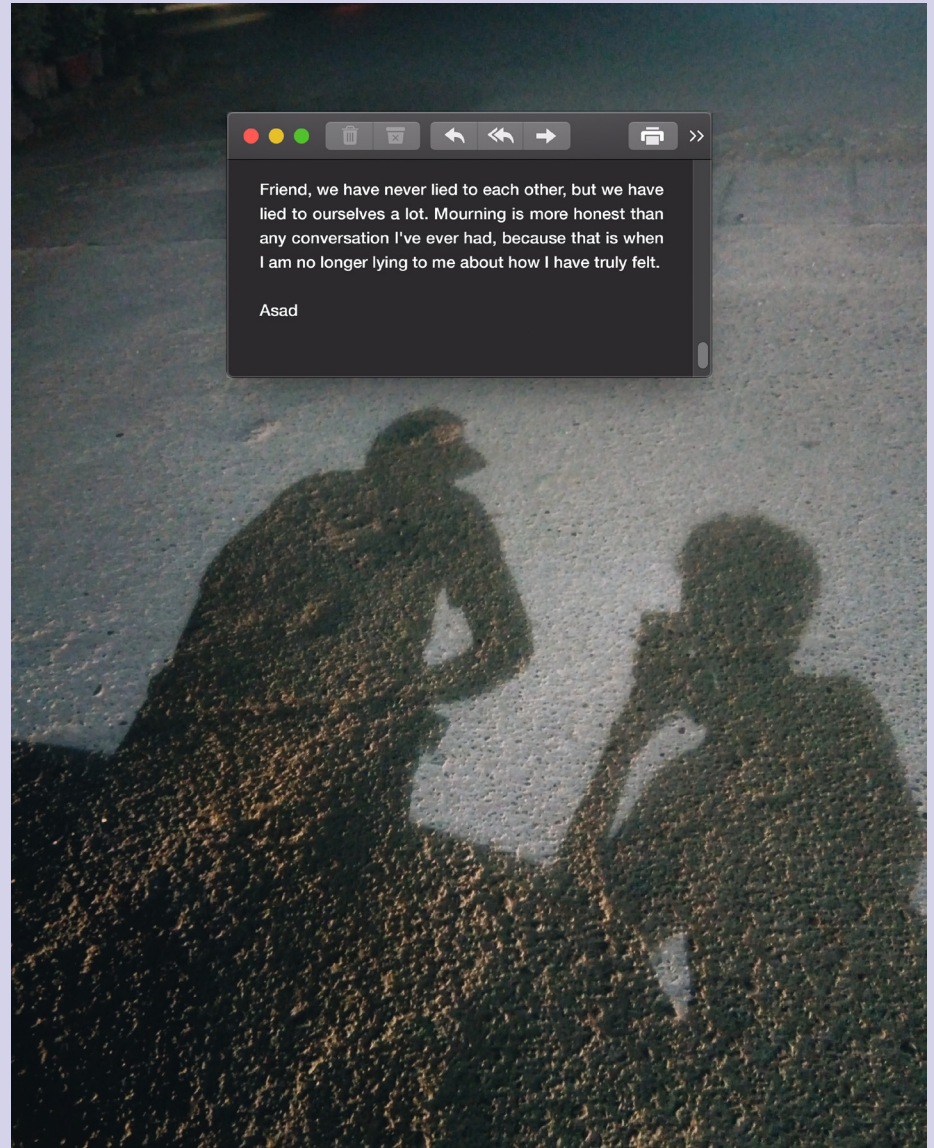 Friend, we have never lied to each other, but we have
lied to ourselves a lot. Mourning is more honest than
any conversation I've ever had, because that is when
I am no longer lying to me about how I have truly felt.
Asad